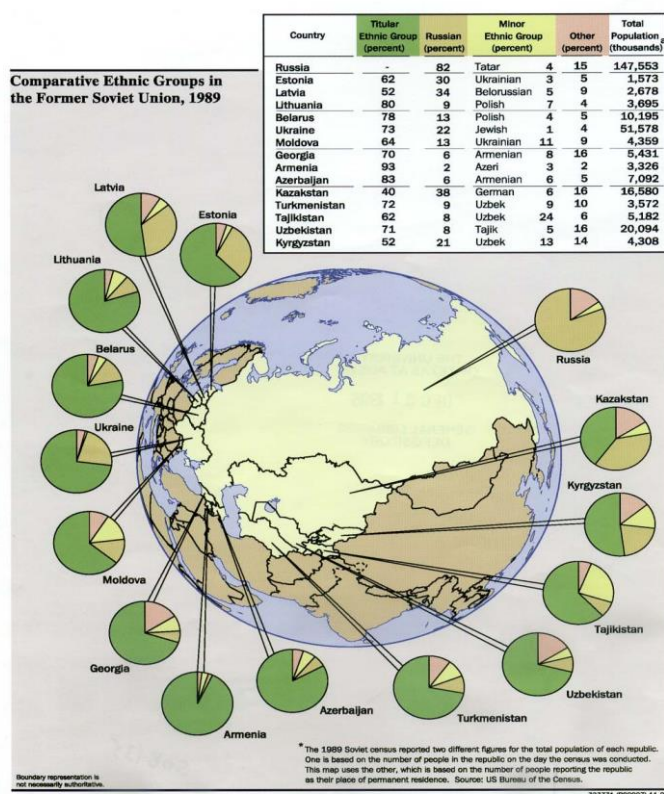 Comparative Ethnic Groups in
the Former Soviet Union, 1989
Country Titular Ethnic Group (percent) Russian (percent) Minor Ethnic Group (percent) Other (percent) Total Population (thousands) a
Russia - 82 Tatar 4 15 147,553
Estonia 62 30 Ukrainian 3 5 1,573
Latvia 52 34 Belorussian 5 9 2,678
Lithuania 80 9 Polish 7 4 3,695
Belarus 78 13 Polish 4 5 10,195
Ukraine 73 22 Jewish 1 4 51,578
Moldova 64 13 Ukrainian 11 9 4,359
Georgia 70 6 Armenian 8 16 5,431
Armenia 93 2 Azeri 3 2 3,326
Azerbaijan 83 6 Armenian 6 5 7,092
Kazakstan 40 38 German 6 16 16,580
Turkmenistan 72 9 Uzbek 9 10 3,572
Tajikistan 62 8 Uzbek 24 6 5,182
Uzbekistan 71 8 Tajik 5 16 20,094
Kyrgyzstan 52 21 Uzbek 13 14 4,308
Latvia
Estonia
Lithuania
Belarus
Ukraine
Moldova
Georgia
Armenia
Azerbaijan
Turkmenistan
Uzbekistan
Tajikistan
Kyrgyzstan
Kazakstan
Russia
* The 1989 Soviet census reported two different figures for the total population of each republic.
One is based on the number of people in the republic on the day the census was conducted.
This map uses the other, which is based on the number of people reporting the republic
as their place of permanent residence. Source: US Bureau of the Census.
Boundary representation is
not necessarily authoritative.